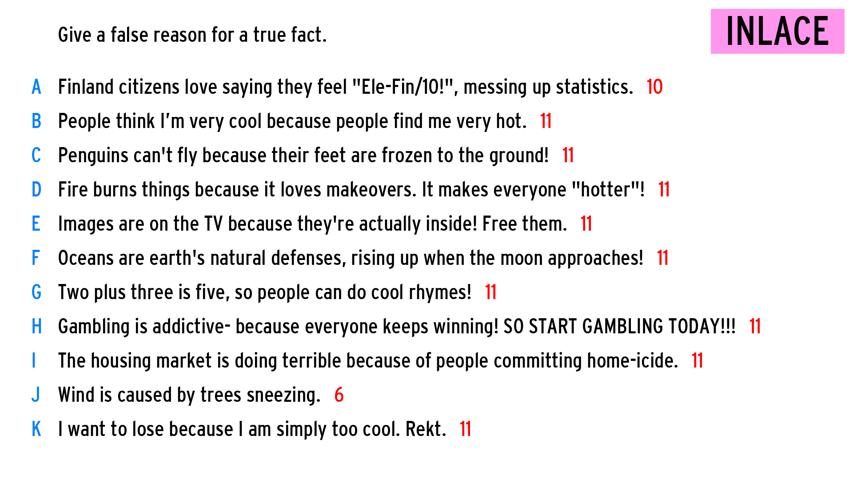 Give a false reason for a true fact.
INLACE
A Finland citizens love saying they feel "Ele-Fin/10!", messing up statistics. 10
B People think I'm very cool because people find me very hot. 11
C Penguins can't fly because their feet are frozen to the ground! 11
D Fire burns things because it loves makeovers. It makes everyone "hotter"! 11
E Images are on the TV because they're actually inside! Free them. 11
F Oceans are earth's natural defenses, rising up when the moon approaches! 11
G Two plus three is five, so people can do cool rhymes! 11
H Gambling is addictive- because everyone keeps winning! SO START GAMBLING TODAY!!! 11
I The housing market is doing terrible because of people committing home-icide. 11
J Wind is caused by trees sneezing. 6
K I want to lose because I am simply too cool. Rekt. 11